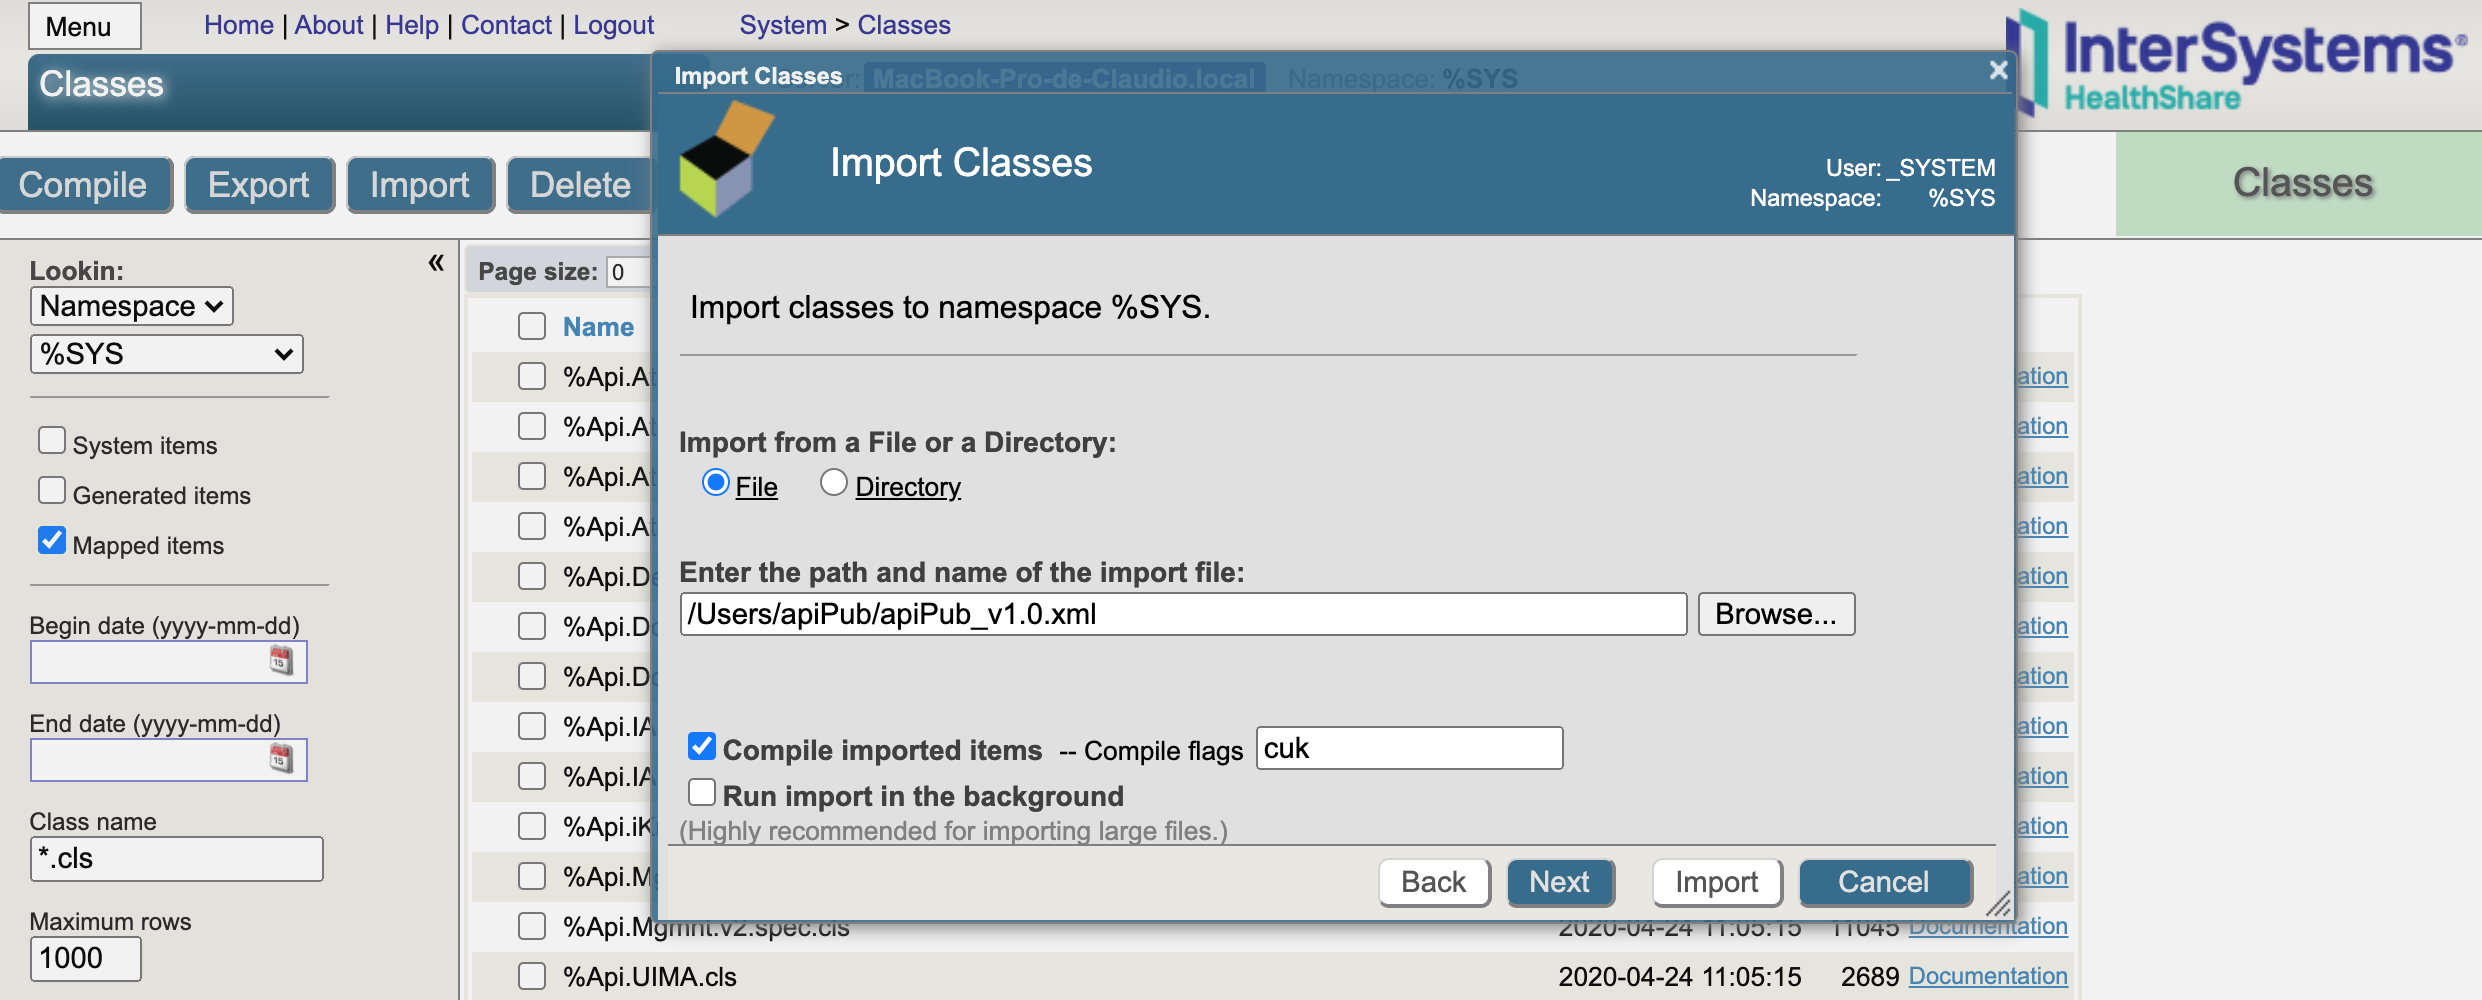 Menu
Home | About | Help | Contact | Logout
System > Classes
InterSystems®
HealthShare
Classes
Import Classes
MacBook-Pro-de-Claudio.local
Namespace: %SYS
Import Classes
User: _SYSTEM
Namespace: %SYS
Compile
Export
Import
Delete
Classes
Lookin:
Namespace
%SYS
System items
Generated items
Mapped items
Begin date (yyyy-mm-dd)
End date (yyyy-mm-dd)
Class name
*.cls
Maximum rows
1000
«
Page size: 0
Name
%Api.At
%Api.At
%Api.At
%Api.At
%Api.De
%Api.Do
%Api.Do
%Api.IA
%Api.IA
%Api.iK
%Api.Mg
%Api.Mgmnt.v2.spec.cls 2020-04-24 11:05:15 11045 Documentation
%Api.UIMA.cls 2020-04-24 11:05:15 2689 Documentation
Import classes to namespace %SYS.
Import from a File or a Directory:
File
Directory
Enter the path and name of the import file:
/Users/apiPub/apiPub_v1.0.xml
Browse...
Compile imported items -- Compile flags cuk
Run import in the background
(Highly recommended for importing large files.)
Back
Next
Import
Cancel
ation
ation
ation
ation
ation
ation
ation
ation
ation
ation
ation